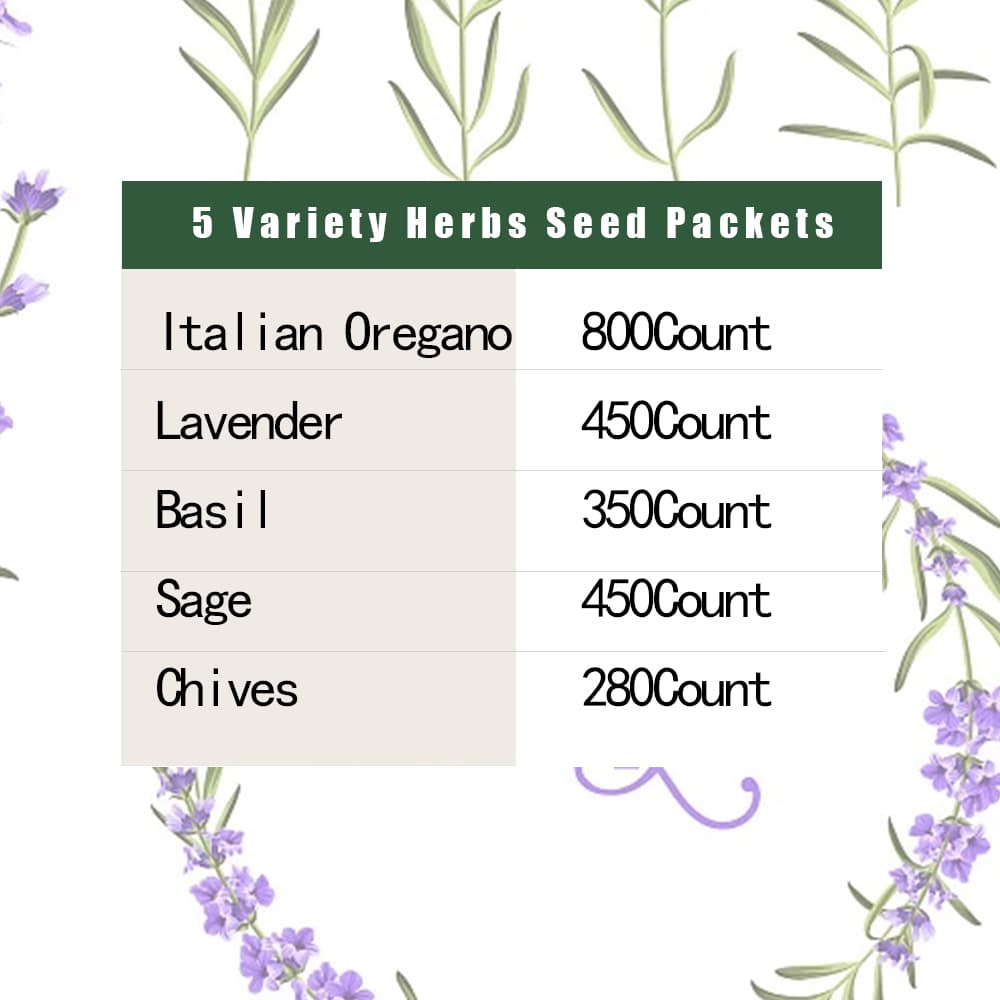 5 Variety Herbs Seed Packets
Italian Oregano 800Count
Lavender 450Count
Basil 350Count
Sage 450Count
Chives 280Count